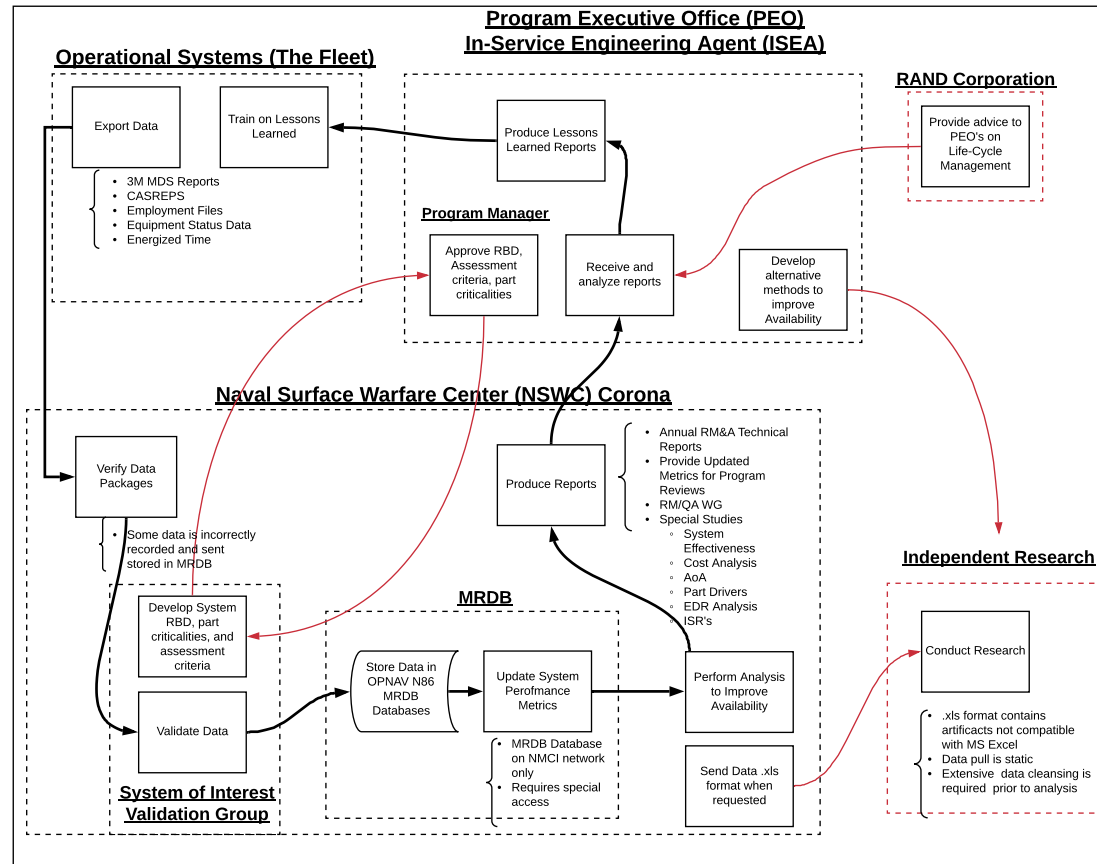 Program Executive Office (PEO)
In-Service Engineering Agent (ISEA)
Operational Systems (The Fleet)
Export Data
Train on Lessons
Learned
• 3M MDS Reports
• CASREPS
• Employment Files
• Equipment Status Data
• Energized Time
Produce Lessons
Learned Reports
Program Manager
Approve RBD,
Assessment
criteria, part
criticalities
Receive and
analyze reports
Develop
alternative
methods to
improve
Availability
RAND Corporation
Provide advice to
PEO's on
Life-Cycle
Management
Naval Surface Warfare Center (NSWC) Corona
Verify Data
Packages
• Some data is incorrectly
recorded and sent
stored in MRDB
Develop System
RBD, part
criticalities, and
assessment
criteria
Validate Data
System of Interest
Validation Group
MRDB
Store Data in
OPNAV N86
MRDB
Databases
Update System
Perofmance
Metrics
• MRDB Database
on NMCI network
only
• Requires special
access
Produce Reports
• Annual RM&A Technical
Reports
• Provide Updated
Metrics for Program
Reviews
• RM/QA WG
• Special Studies
◦ System
Effectiveness
◦ Cost Analysis
◦ AoA
◦ Part Drivers
◦ EDR Analysis
◦ ISR's
Perform Analysis
to Improve
Availability
Send Data .xls
format when
requested
Independent Research
Conduct Research
• .xls format contains
artificacts not compatible
with MS Excel
• Data pull is static
• Extensive data cleansing is
required prior to analysis